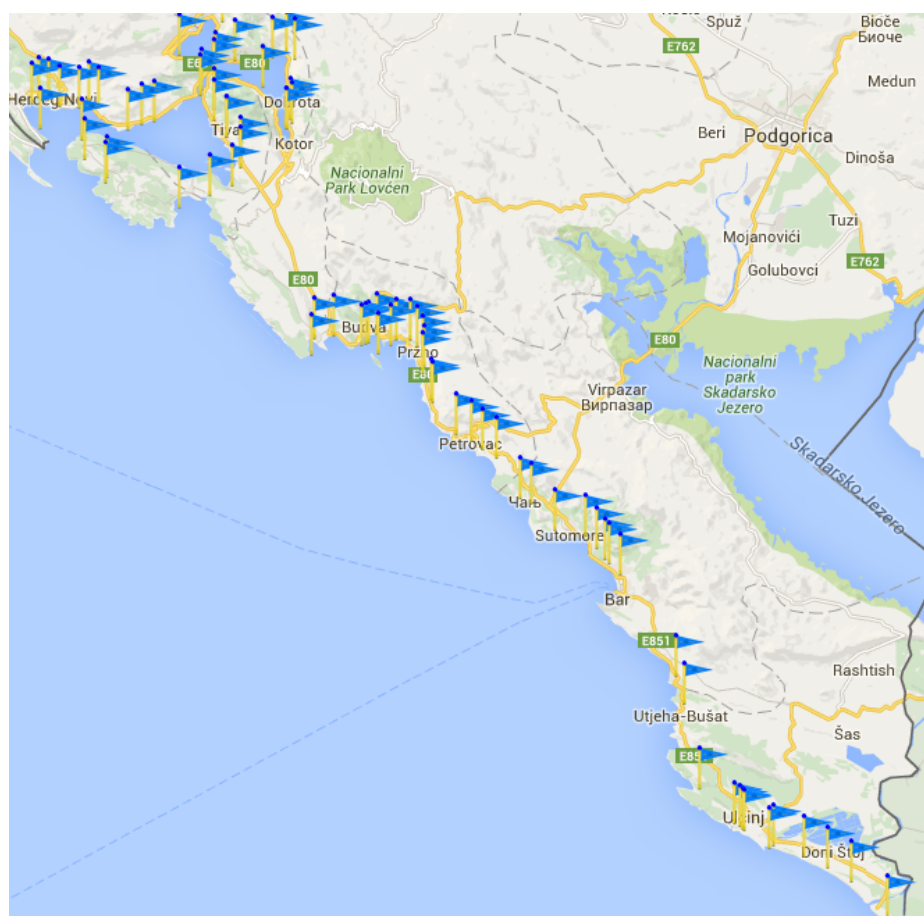 Spuž
Bioče
Биоче
E762
E80
Medun
Herceg Novi
Dobrota
Beri
Podgorica
Kotor
Dinoša
Nacionalni
Park Lovćen
Tuzi
Mojanovići
E762
Golubovci
E80
Budva
E80
Pržno
Nacionalni
park
Skadarsko
Jezero
E80
Virpazar
Вирпазар
Petrovac
Skadarsko Jezero
Чањ
Sutomore
Bar
E851
Rashtish
Utjeha-Bušat
Šas
Ulcinj
Donji Štoj